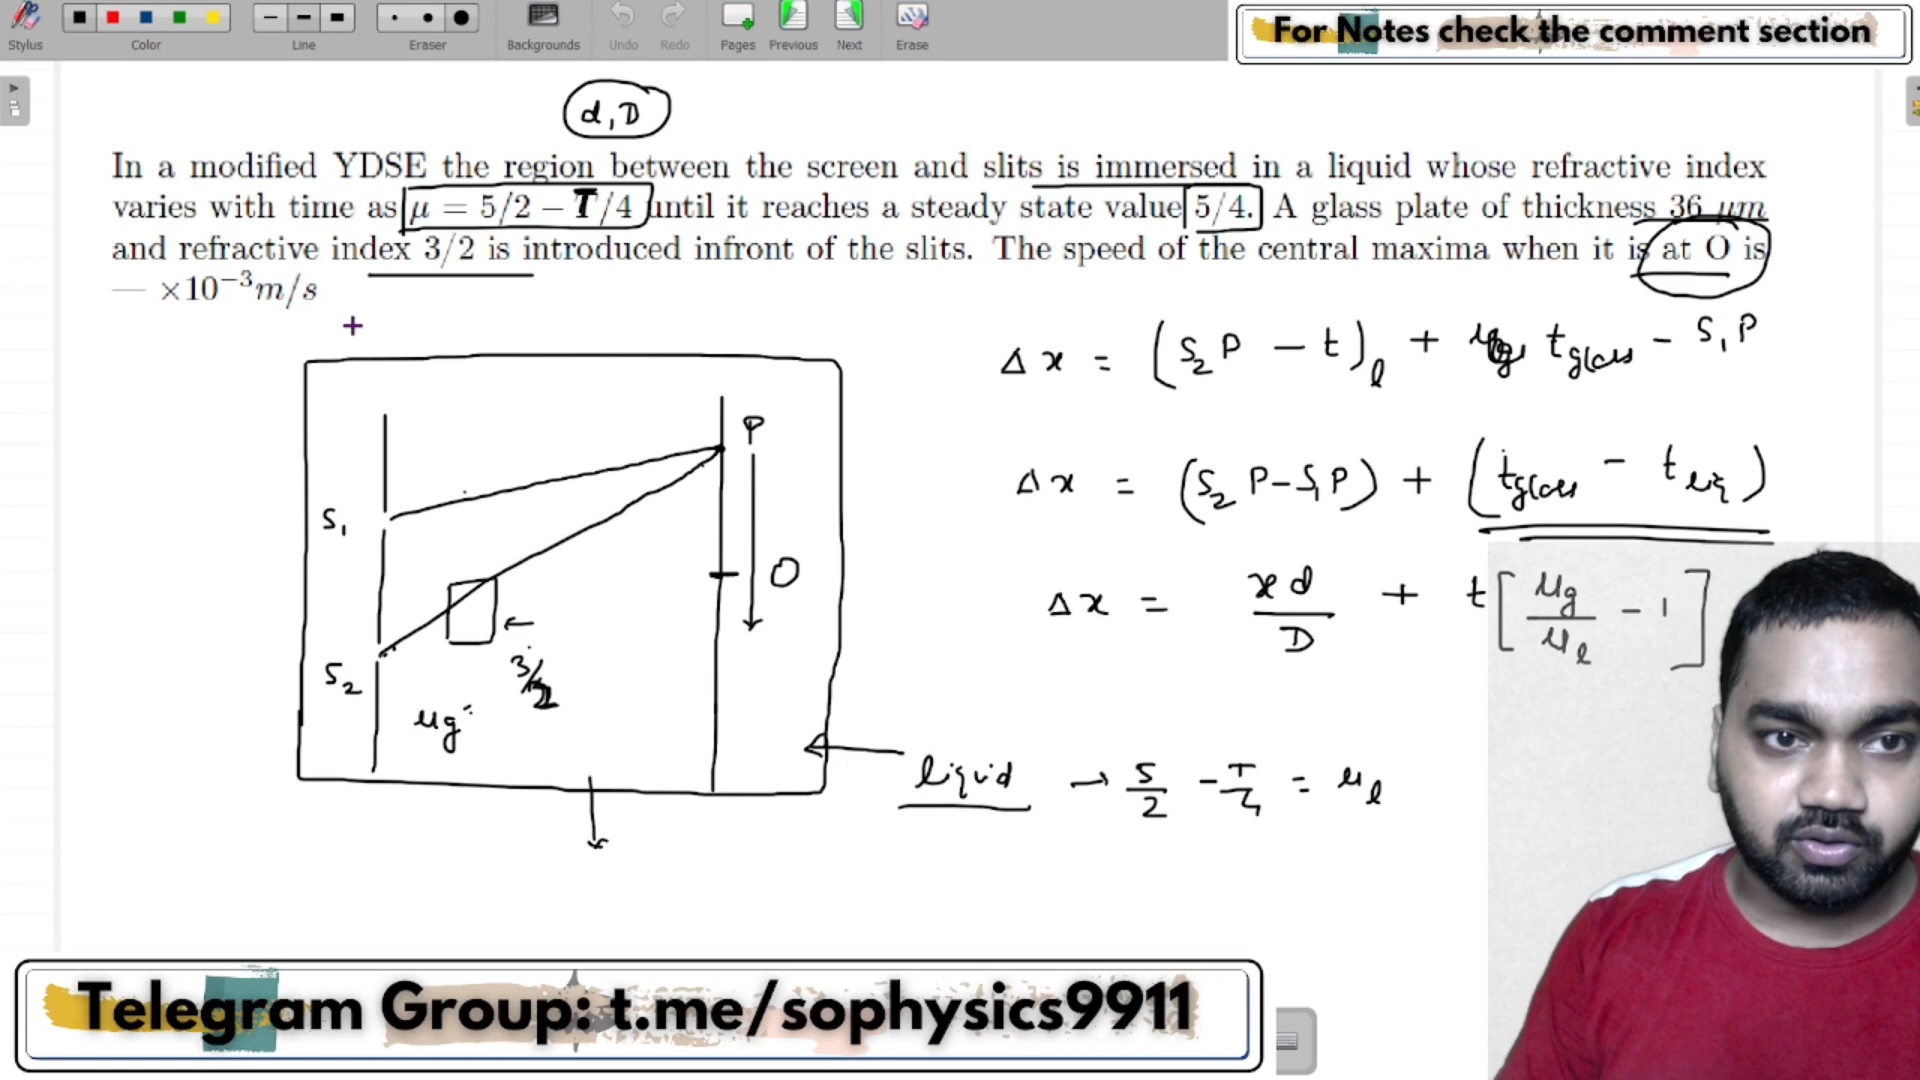 Stylus Color Line Eraser Backgrounds Undo Redo Pages Previous Next Erase
For Notes check the comment section
d, D
In a modified YDSE the region between the screen and slits is immersed in a liquid whose refractive index
varies with time as μ = 5/2 − T/4 until it reaches a steady state value 5/4. A glass plate of thickness 36 μm
and refractive index 3/2 is introduced infront of the slits. The speed of the central maxima when it is at O is
— ×10⁻³m/s
Δx = (S₂P − t)ₗ + μg t glass − S₁P
P
Δx = (S₂P − S₁P) + (t glass − t liq)
S₁
O
Δx = xd/D + t[μg/μₗ − 1]
3/2
S₂
μg =
liquid → 5/2 − T/4 = μₗ
Telegram Group: t.me/sophysics9911